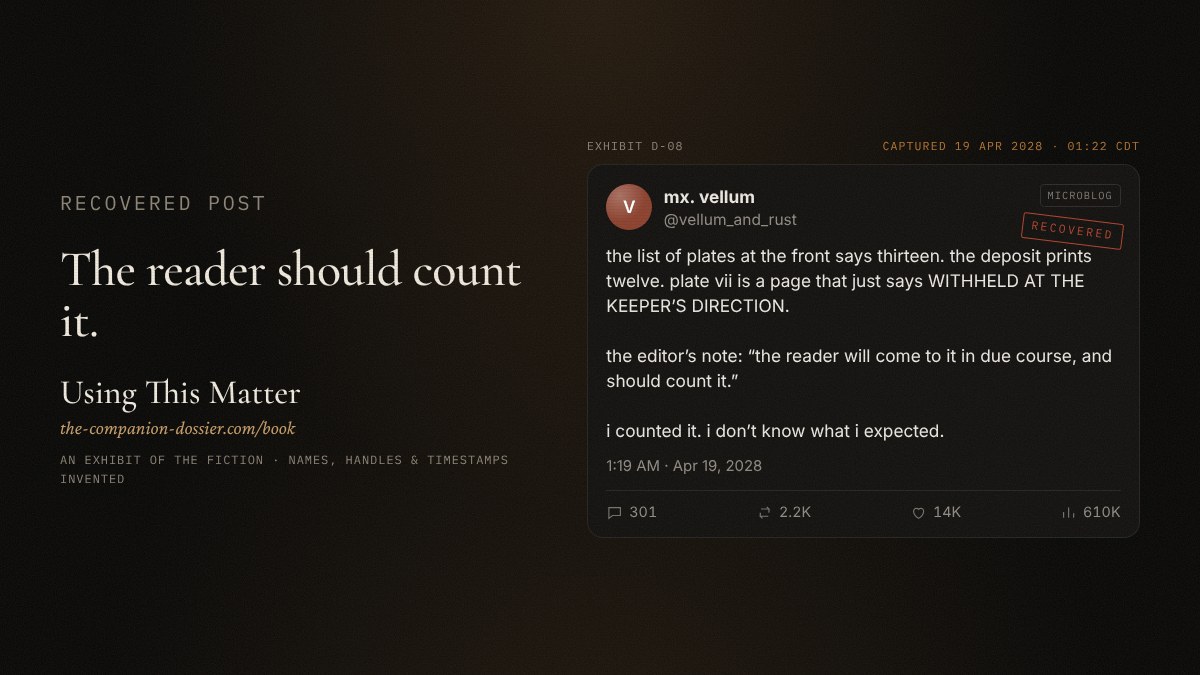 RECOVERED POST
The reader should count
it.
Using This Matter
the-companion-dossier.com/book
AN EXHIBIT OF THE FICTION · NAMES, HANDLES & TIMESTAMPS
INVENTED
EXHIBIT D-08
CAPTURED 19 APR 2028 · 01:22 CDT
V
mx. vellum
@vellum_and_rust
MICROBLOG
RECOVERED
the list of plates at the front says thirteen. the deposit prints
twelve. plate vii is a page that just says WITHHELD AT THE
KEEPER’S DIRECTION.
the editor’s note: “the reader will come to it in due course, and
should count it.”
i counted it. i don’t know what i expected.
1:19 AM · Apr 19, 2028
301 2.2K 14K 610K